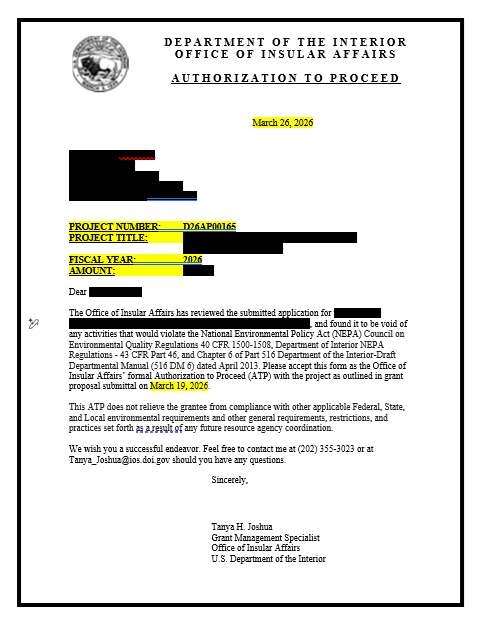 DEPARTMENT OF THE INTERIOR
OFFICE OF INSULAR AFFAIRS
AUTHORIZATION TO PROCEED
March 26, 2026
PROJECT NUMBER: D26AP00165
PROJECT TITLE:
FISCAL YEAR: 2026
AMOUNT:
Dear
The Office of Insular Affairs has reviewed the submitted application for
, and found it to be void of
any activities that would violate the National Environmental Policy Act (NEPA) Council on
Environmental Quality Regulations 40 CFR 1500-1508, Department of Interior NEPA
Regulations - 43 CFR Part 46, and Chapter 6 of Part 516 Department of the Interior-Draft
Departmental Manual (516 DM 6) dated April 2013. Please accept this form as the Office of
Insular Affairs' formal Authorization to Proceed (ATP) with the project as outlined in grant
proposal submittal on March 19, 2026.
This ATP does not relieve the grantee from compliance with other applicable Federal, State,
and Local environmental requirements and other general requirements, restrictions, and
practices set forth as a result of any future resource agency coordination.
We wish you a successful endeavor. Feel free to contact me at (202) 355-3023 or at
Tanya_Joshua@ios.doi.gov should you have any questions.
Sincerely,
Tanya H. Joshua
Grant Management Specialist
Office of Insular Affairs
U.S. Department of the Interior